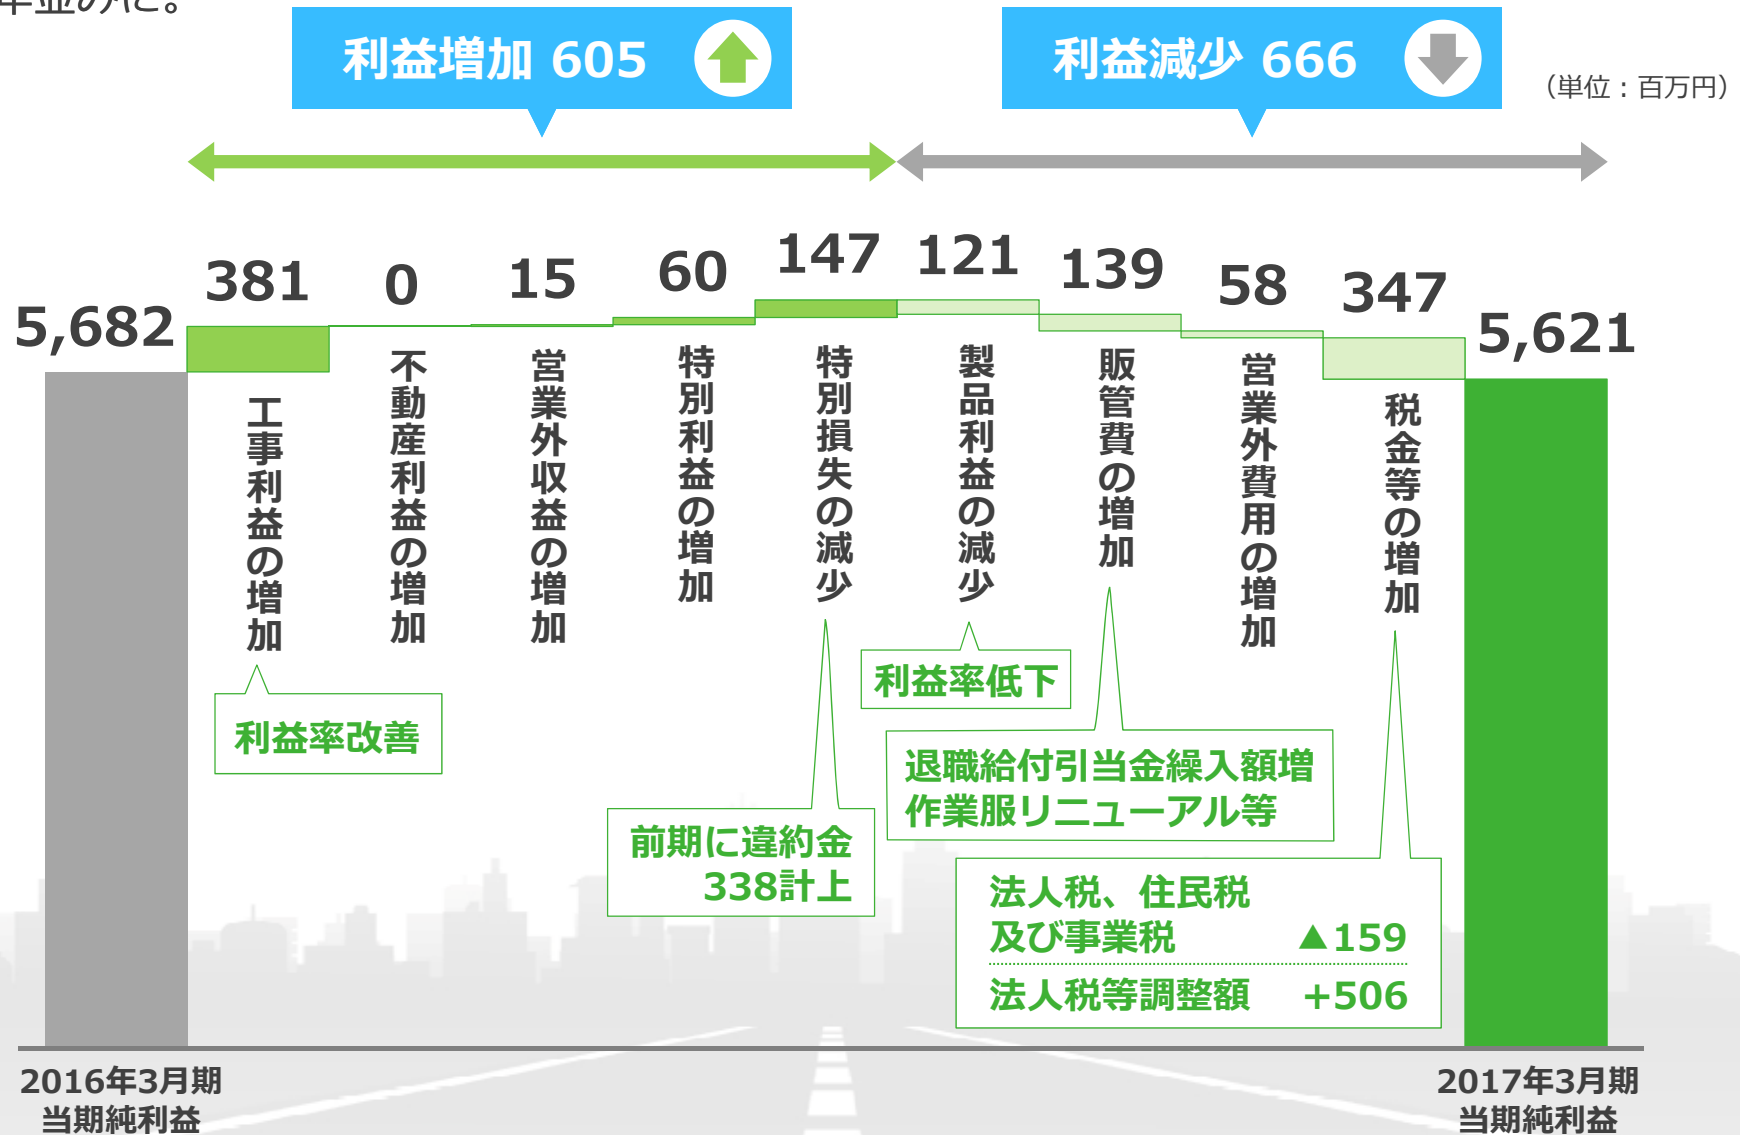 利益増加 605
利益減少 666
（単位：百万円）
5,682
381
0
15
60
147
121
139
58
347
5,621
工事利益の増加
不動産利益の増加
営業外収益の増加
特別利益の増加
特別損失の減少
製品利益の減少
販管費の増加
営業外費用の増加
税金等の増加
利益率改善
前期に違約金
338計上
利益率低下
退職給付引当金繰入額増
作業服リニューアル等
法人税、住民税
及び事業税 ▲159
法人税等調整額 +506
2016年3月期
当期純利益
2017年3月期
当期純利益